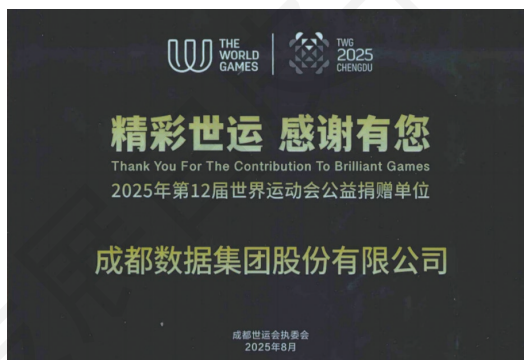 THE
WORLD
GAMES
TWG
2025
CHENGDU
精彩世运 感谢有您
Thank You For The Contribution To Brilliant Games
2025年第12届世界运动会公益捐赠单位
成都数据集团股份有限公司
成都世运会执委会
2025年8月